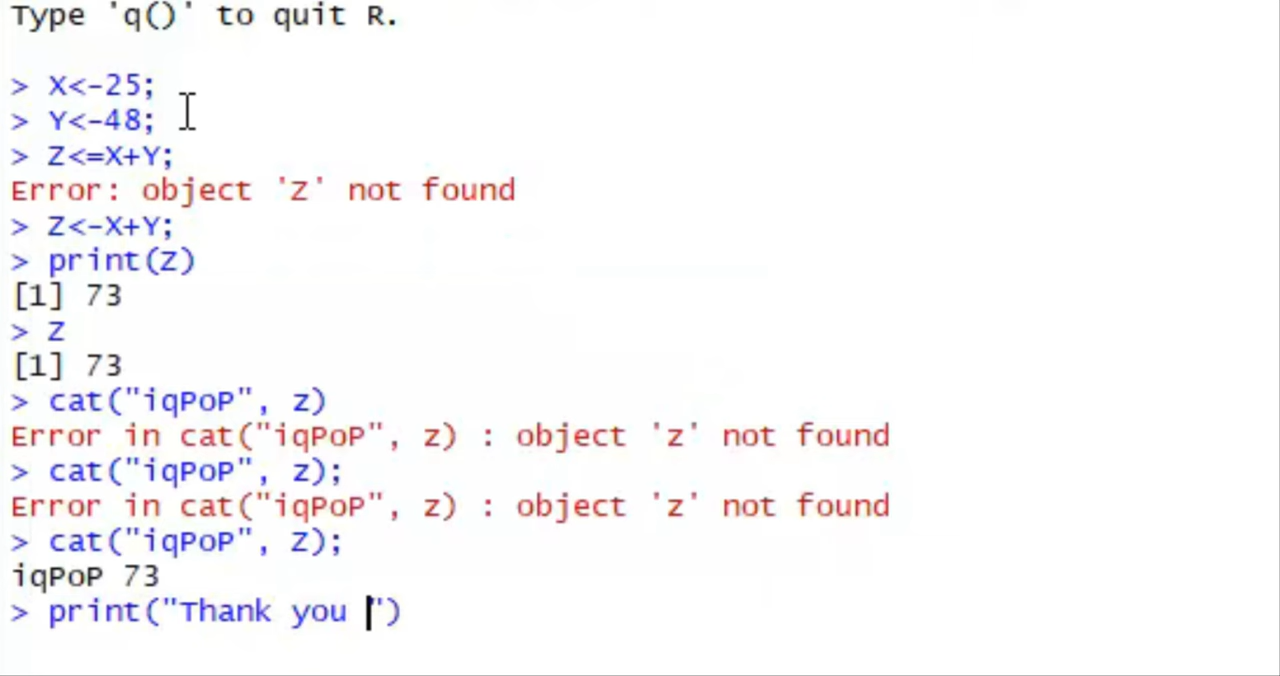 Type 'q()' to quit R.
> X<-25;
> Y<-48;
> Z<=X+Y;
Error: object 'Z' not found
> Z<-X+Y;
> print(Z)
[1] 73
> Z
[1] 73
> cat("iqPoP", z)
Error in cat("iqPoP", z) : object 'z' not found
> cat("iqPoP", z);
Error in cat("iqPoP", z) : object 'z' not found
> cat("iqPoP", Z);
iqPoP 73
> print("Thank you ")